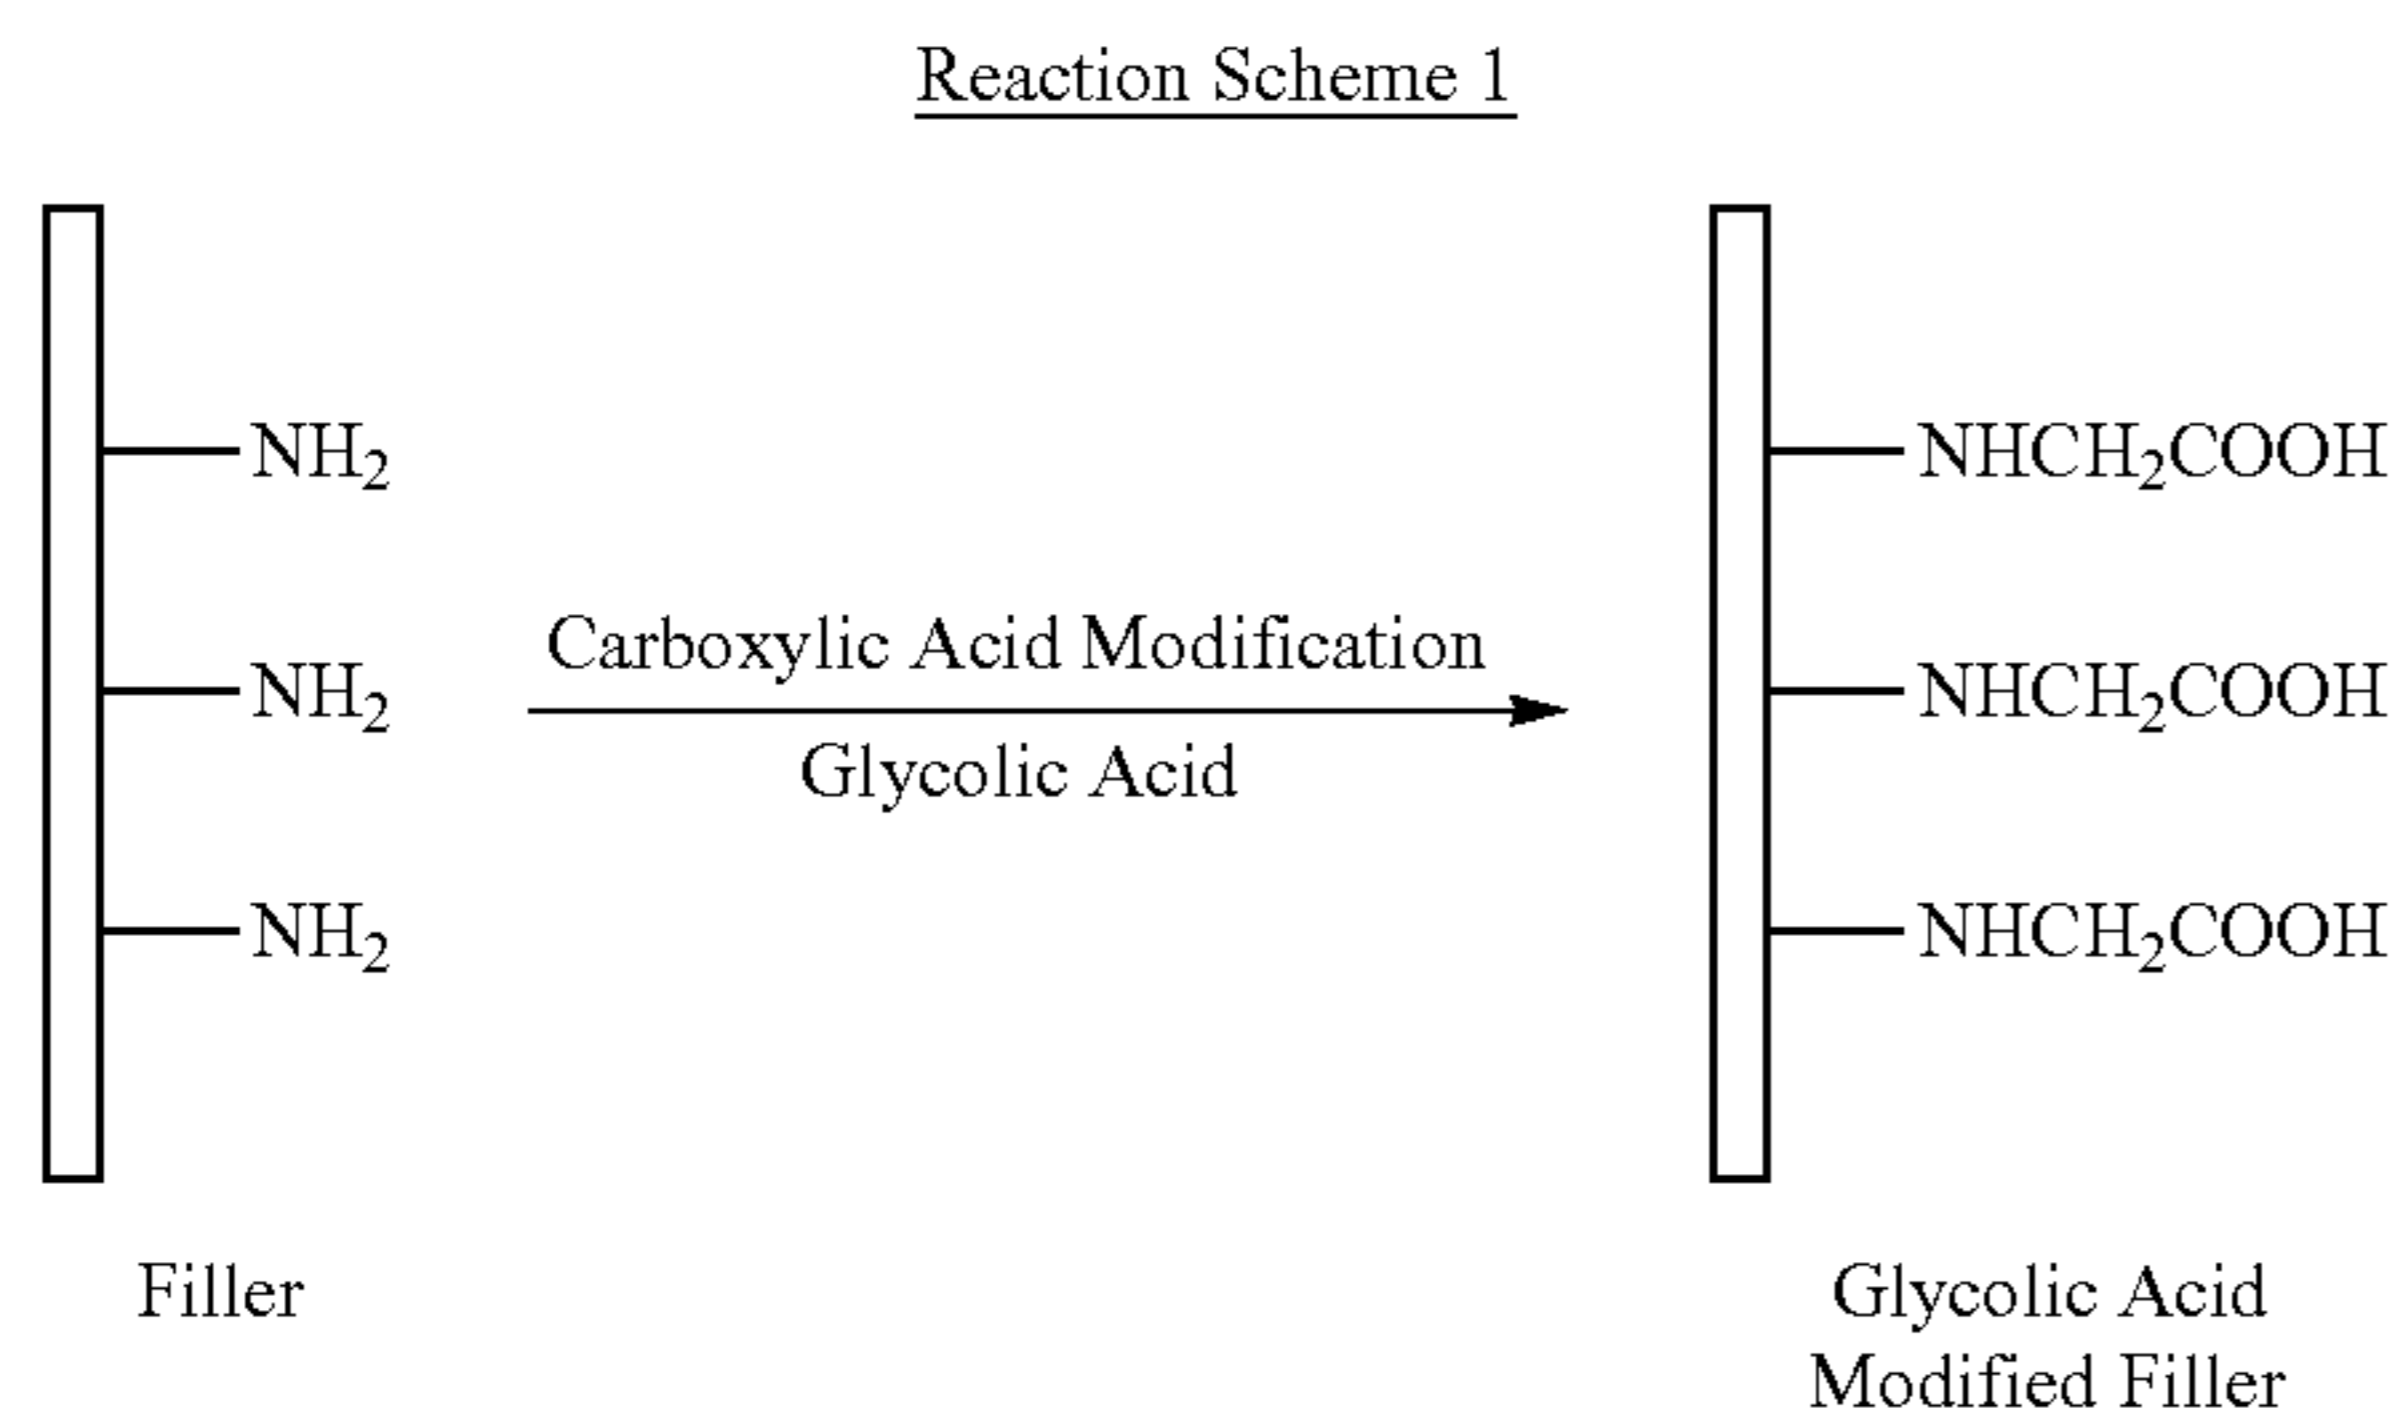 Reaction Scheme 1
NH₂
NHCH₂COOH
Carboxylic Acid Modification
NH₂
NHCH₂COOH
Glycolic Acid
NH₂
NHCH₂COOH
Filler
Glycolic Acid
Modified Filler